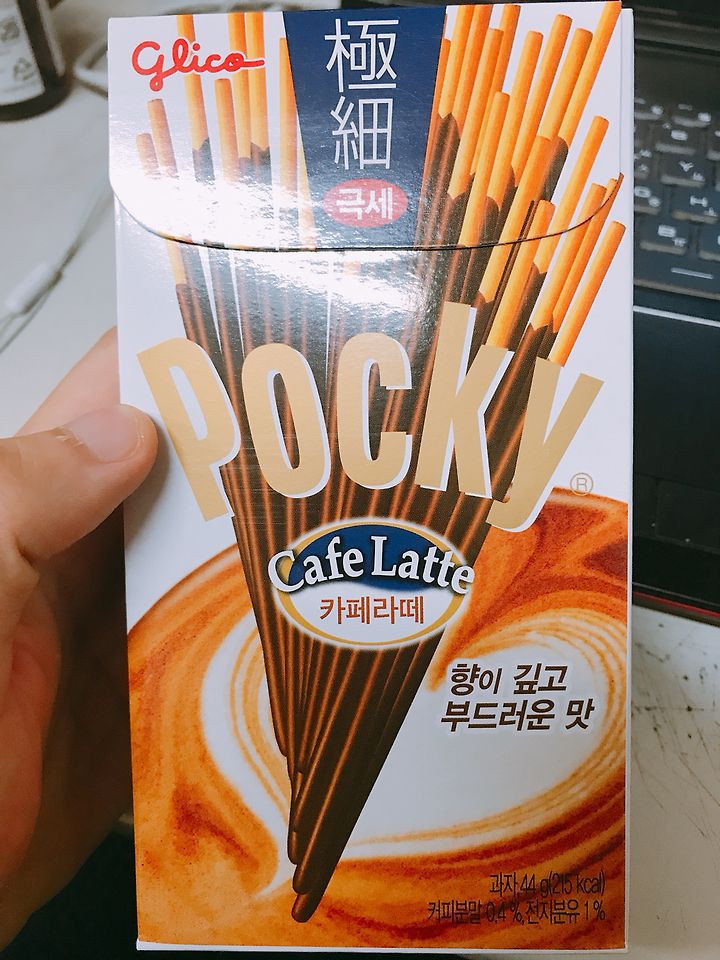 Glico
極
細
극세
Pocky
®
Cafe Latte
카페라떼
향이 깊고
부드러운 맛
과자,44 g(215 kcal)
커피분말 0.4 %,전지분유 1 %